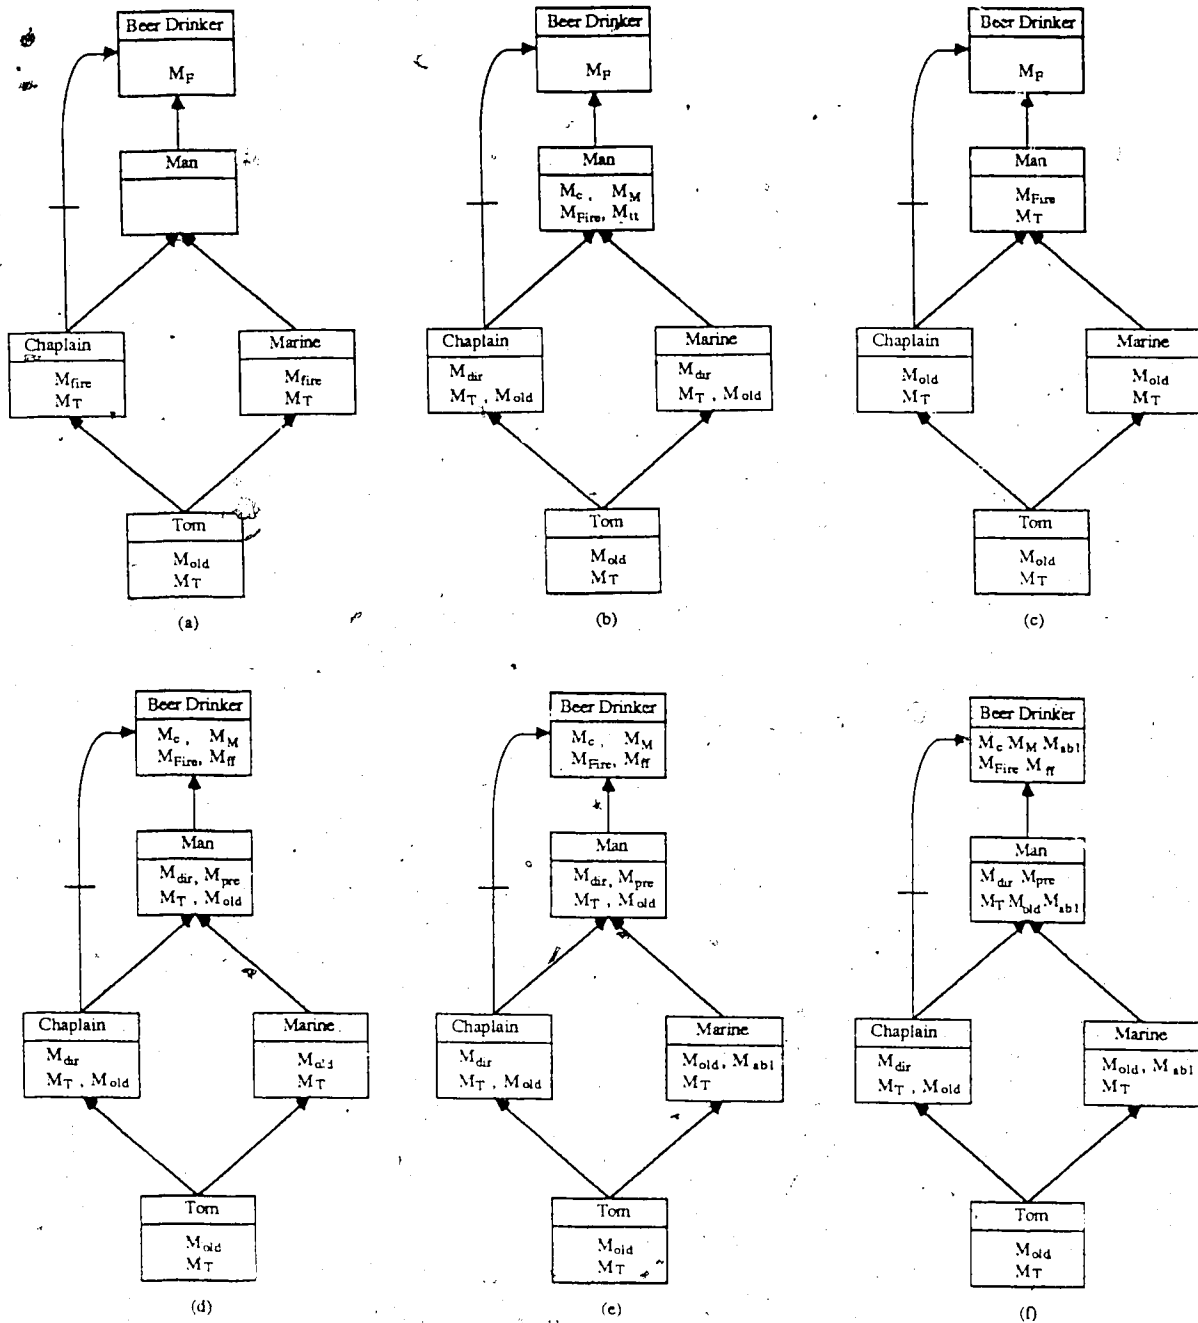 Beer Drinker
M_F
Man
Chaplain
M_fire
M_T
Marine
M_fire
M_T
Tom
M_old
M_T
(a)
Beer Drinker
M_F
Man
M_c , M_M
M_Fire, M_tt
Chaplain
M_dir
M_T , M_old
Marine
M_dir
M_T , M_old
Tom
M_old
M_T
(b)
Beer Drinker
M_F
Man
M_Fire
M_T
Chaplain
M_old
M_T
Marine
M_old
M_T
Tom
M_old
M_T
(c)
Beer Drinker
M_c , M_M
M_Fire, M_ff
Man
M_dir, M_pre
M_T , M_old
Chaplain
M_dir
M_T , M_old
Marine
M_old
M_T
Tom
M_old
M_T
(d)
Beer Drinker
M_c , M_M
M_Fire, M_ff
Man
M_dir, M_pre
M_T , M_old
Chaplain
M_dir
M_T , M_old
Marine
M_old, M_abl
M_T
Tom
M_old
M_T
(e)
Beer Drinker
M_c M_M M_abl
M_Fire M_ff
Man
M_dir M_pre
M_T M_old M_abl
Chaplain
M_dir
M_T , M_old
Marine
M_old, M_abl
M_T
Tom
M_old
M_T
(f)